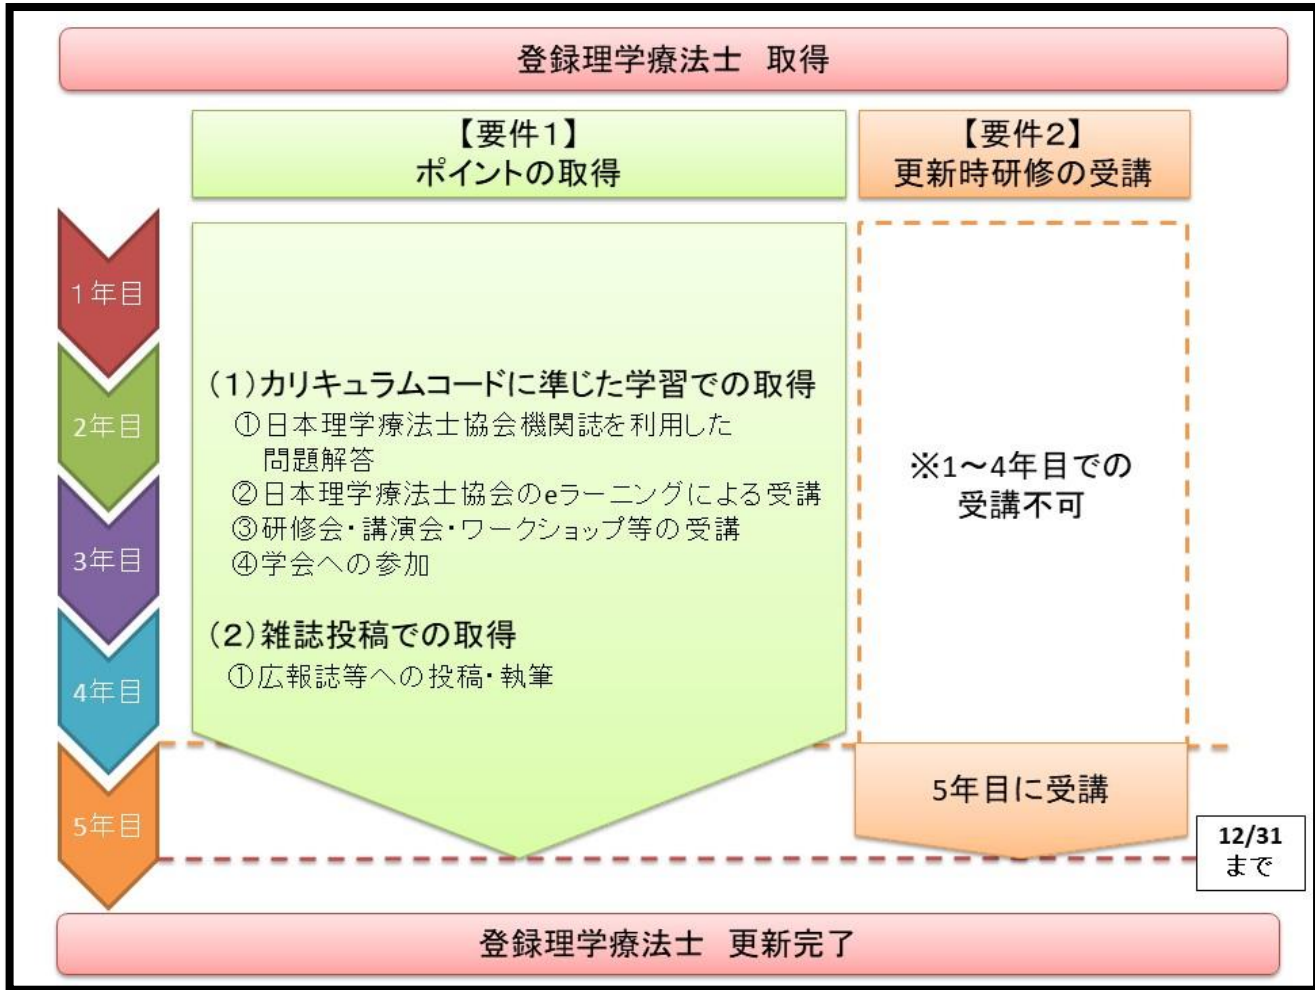 登録理学療法士　取得
【要件１】
ポイントの取得
【要件２】
更新時研修の受講
１年目
2年目
3年目
4年目
5年目
（１）カリキュラムコードに準じた学習での取得
①日本理学療法士協会機関誌を利用した
問題解答
②日本理学療法士協会のeラーニングによる受講
③研修会・講演会・ワークショップ等の受講
④学会への参加
（２）雑誌投稿での取得
①広報誌等への投稿・執筆
※1～4年目での
受講不可
5年目に受講
12/31
まで
登録理学療法士　更新完了